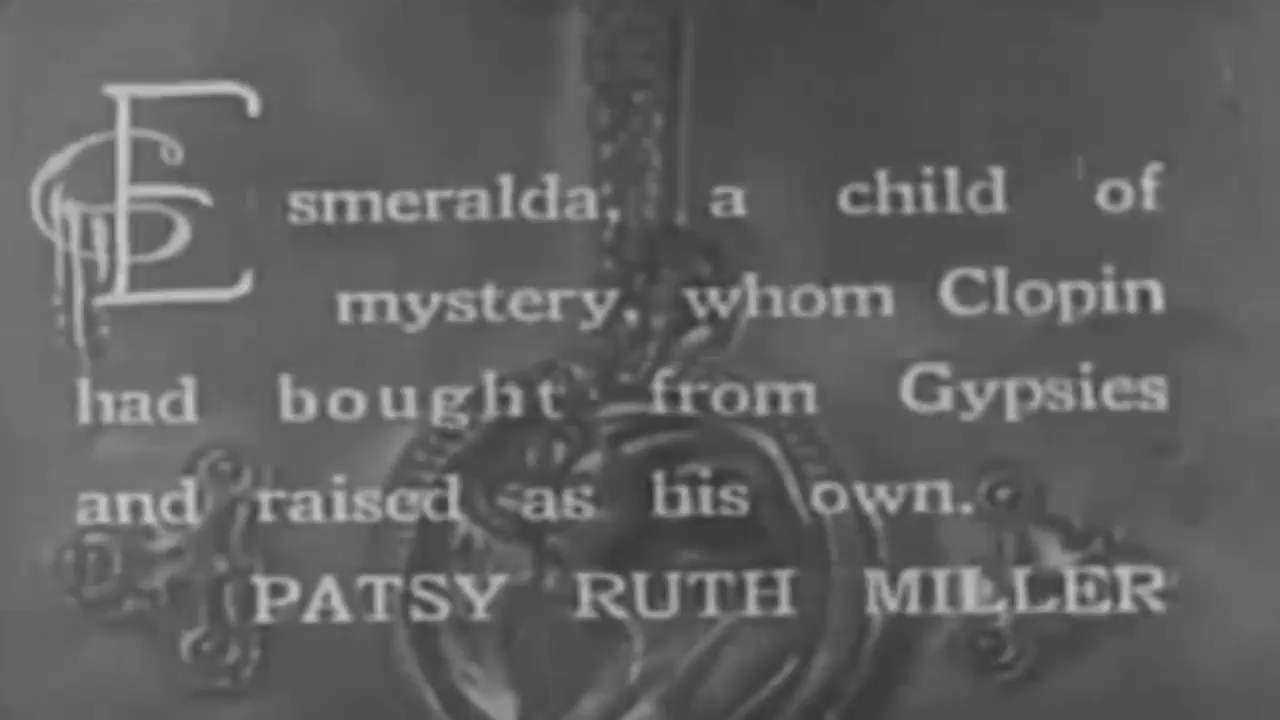 Esmeralda, a child of
mystery, whom Clopin
had bought from Gypsies
and raised as his own.
PATSY RUTH MILLER